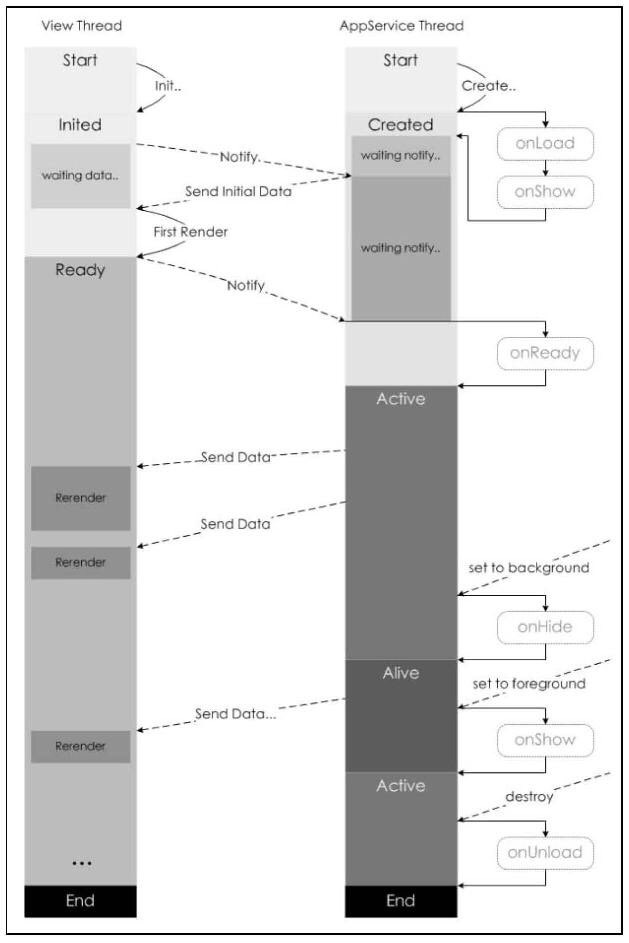 View Thread
AppService Thread
Start
Start
Init..
Create..
Inited
Created
onLoad
waiting data..
Notify.
waiting notify..
Send Initial Data
onShow
First Render
waiting notify..
Ready
Notify.
onReady
Active
Send Data
Rerender
Send Data
Rerender
set to background
onHide
Alive
set to foreground
Send Data...
Rerender
onShow
Active
destroy
onUnload
...
End
End